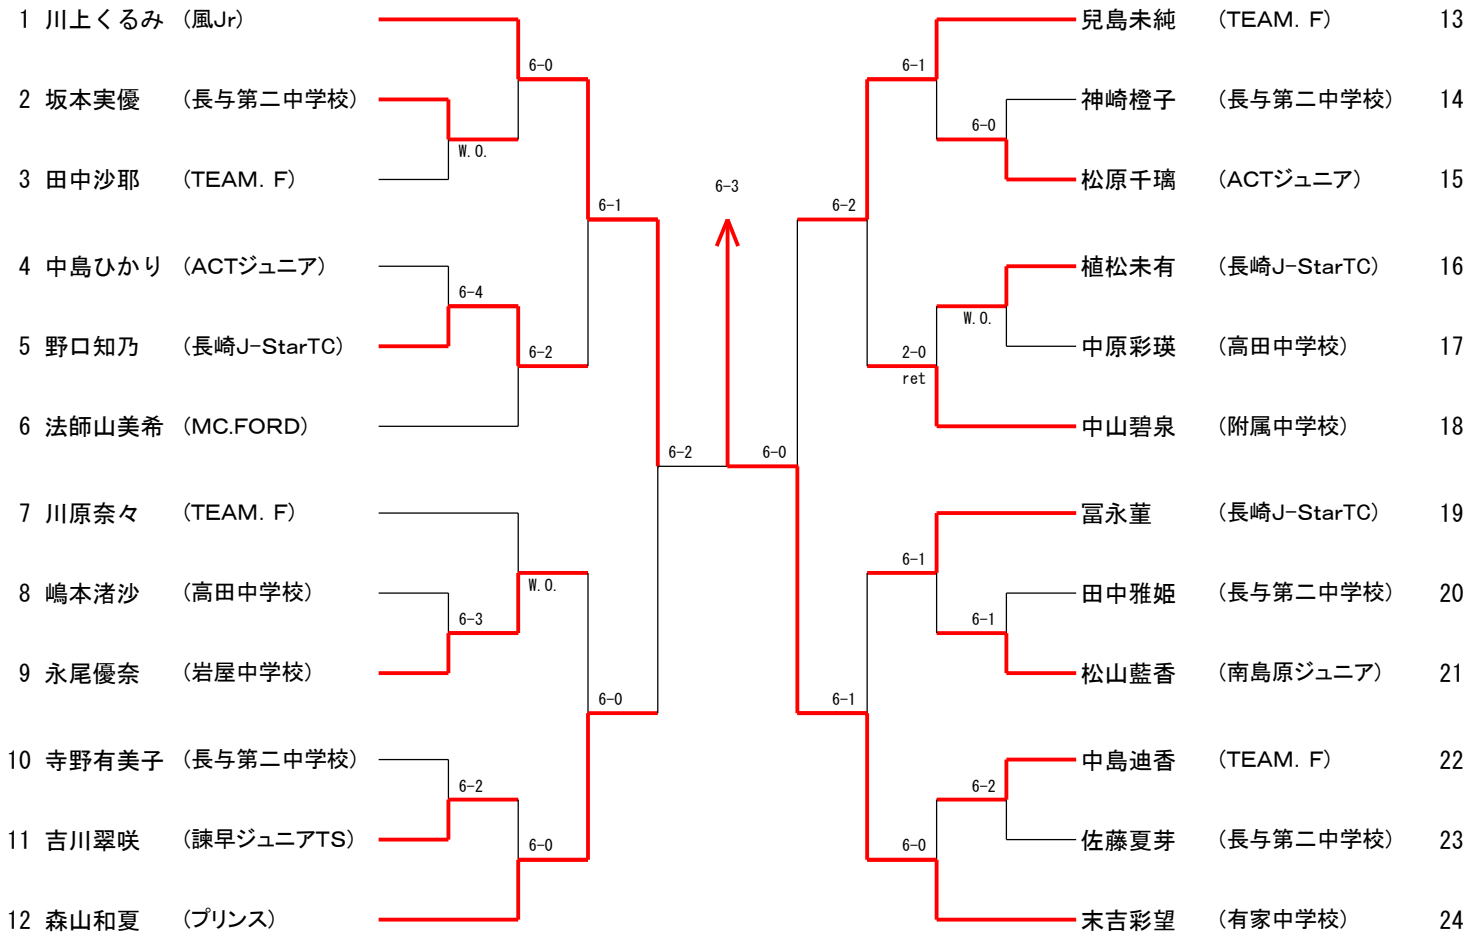 1 川上くるみ (風Jr)
6-0
2 坂本実優 (長与第二中学校)
W.O.
3 田中沙耶 (TEAM. F)
6-1
4 中島ひかり (ACTジュニア)
6-4
5 野口知乃 (長崎J-StarTC)
6-2
6 法師山美希 (MC.FORD)
6-2
7 川原奈々 (TEAM. F)
W.O.
8 嶋本渚沙 (高田中学校)
6-3
9 永尾優奈 (岩屋中学校)
6-0
10 寺野有美子 (長与第二中学校)
6-2
11 吉川翠咲 (諫早ジュニアTS)
6-0
12 森山和夏 (プリンス)
6-3
兒島未純 (TEAM. F) 13
6-1
神崎橙子 (長与第二中学校) 14
6-0
松原千璃 (ACTジュニア) 15
6-2
植松未有 (長崎J-StarTC) 16
W.O.
中原彩瑛 (高田中学校) 17
2-0
ret
中山碧泉 (附属中学校) 18
6-0
冨永菫 (長崎J-StarTC) 19
6-1
田中雅姫 (長与第二中学校) 20
6-1
松山藍香 (南島原ジュニア) 21
6-1
中島迪香 (TEAM. F) 22
6-2
佐藤夏芽 (長与第二中学校) 23
6-0
末吉彩望 (有家中学校) 24